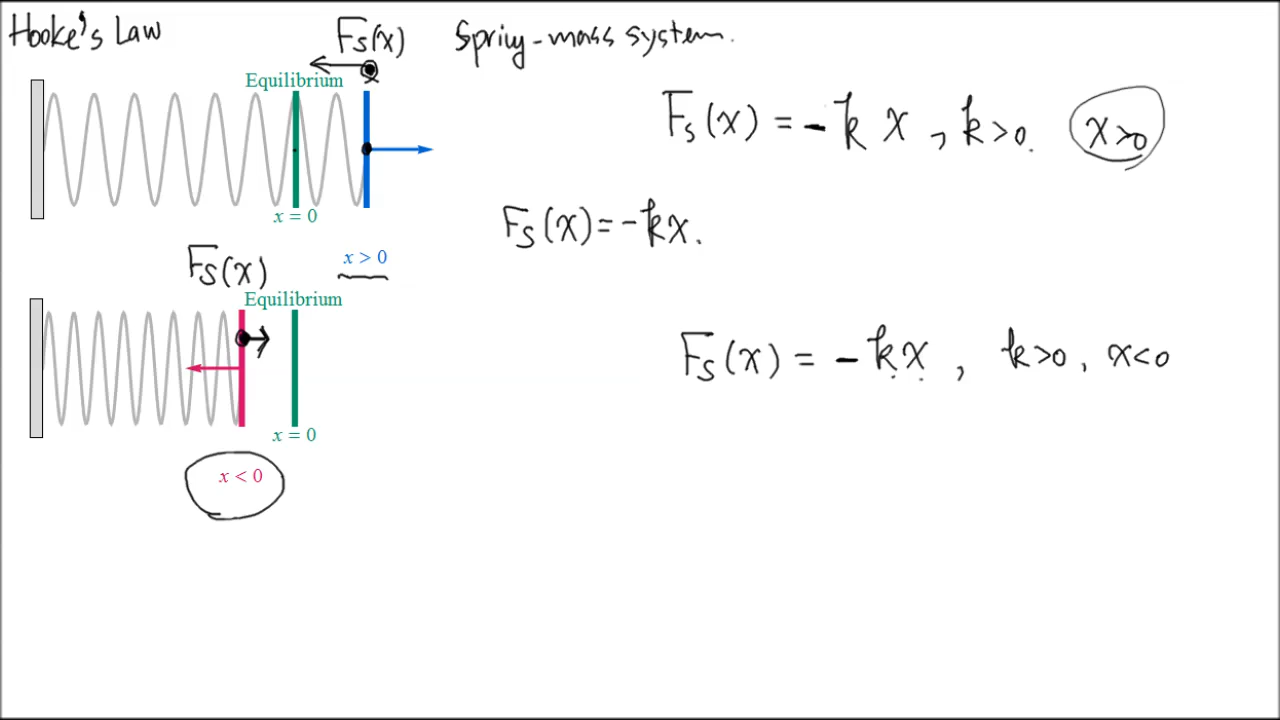 Hooke's Law
Fs(x)
Spring-mass system.
Equilibrium
Fs(x) = -k x , k>0.
x>0
x = 0
Fs(x)=-kx.
x > 0
Fs(x)
Equilibrium
Fs(x) = -kx , k>0, x<0
x = 0
x < 0